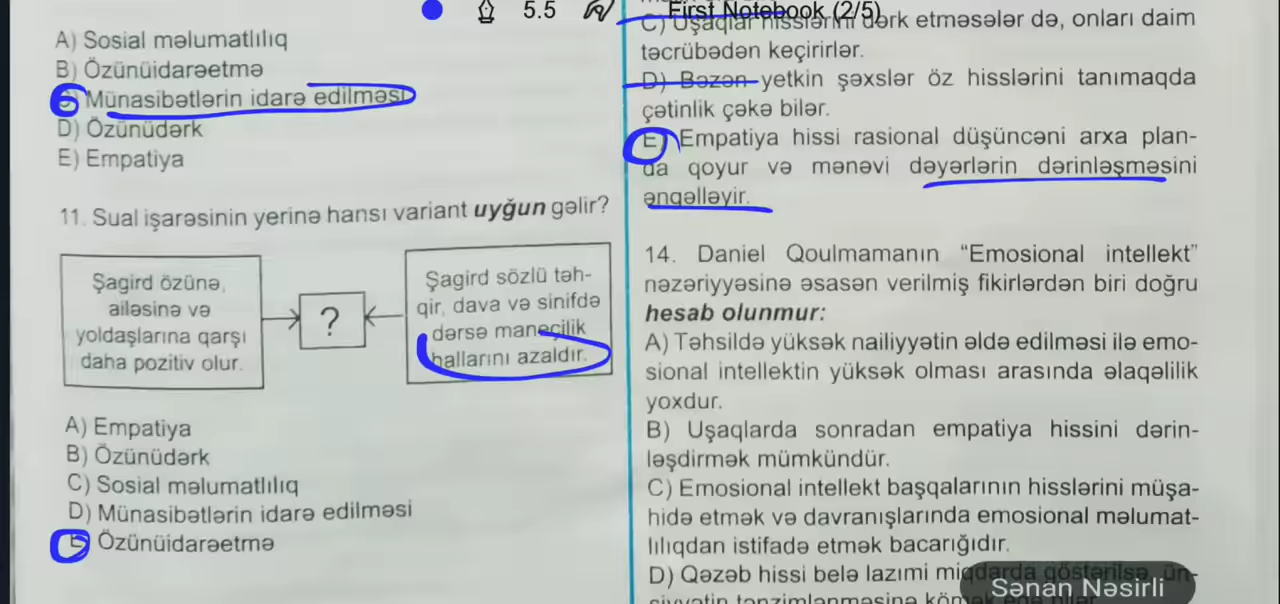 5.5
First Notebook (2/5)
A) Sosial məlumatlılıq
B) Özünüidarəetmə
C) Münasibətlərin idarə edilməsi
D) Özünüdərk
E) Empatiya
11. Sual işarəsinin yerinə hansı variant uyğun gəlir?
Şagird özünə,
ailəsinə və
yoldaşlarına qarşı
daha pozitiv olur.
?
Şagird sözlü təh-
qir, dava və sinifdə
dərsə maneçilik
hallarını azaldır.
A) Empatiya
B) Özünüdərk
C) Sosial məlumatlılıq
D) Münasibətlərin idarə edilməsi
E) Özünüidarəetmə
C) Uşaqlar hisslərini dərk etməsələr də, onları daim
təcrübədən keçirirlər.
D) Bəzən yetkin şəxslər öz hisslərini tanımaqda
çətinlik çəkə bilər.
E) Empatiya hissi rasional düşüncəni arxa plan-
da qoyur və mənəvi dəyərlərin dərinləşməsini
əngəlləyir.
14. Daniel Qoulmamanın “Emosional intellekt”
nəzəriyyəsinə əsasən verilmiş fikirlərdən biri doğru
hesab olunmur:
A) Təhsildə yüksək nailiyyətin əldə edilməsi ilə emo-
sional intellektin yüksək olması arasında əlaqəlilik
yoxdur.
B) Uşaqlarda sonradan empatiya hissini dərin-
ləşdirmək mümkündür.
C) Emosional intellekt başqalarının hisslərini müşa-
hidə etmək və davranışlarında emosional məlumat-
lılıqdan istifadə etmək bacarığıdır.
D) Qəzəb hissi belə lazımi miqdarda göstərilsə, ün-
siyyətin tənzimlənməsinə kömək edə bilər.
Sənan Nəsirli